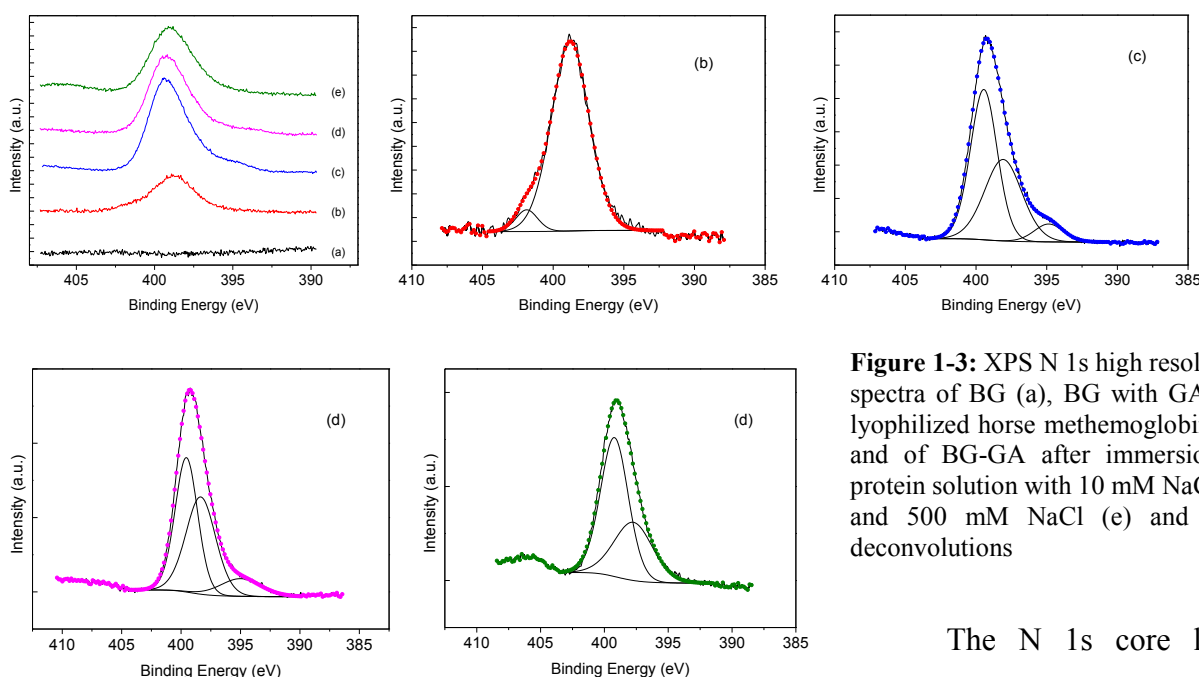 Intensity (a.u.)
(e)
(d)
(c)
(b)
(a)
405 400 395 390
Binding Energy (eV)
Intensity (a.u.)
(b)
410 405 400 395 390 385
Binding Energy (eV)
Intensity (a.u.)
(c)
410 405 400 395 390 385
Binding Energy (eV)
Intensity (a.u.)
(d)
410 405 400 395 390 385
Binding Energy (eV)
Intensity (a.u.)
(d)
410 405 400 395 390 385
Binding Energy (eV)
Figure 1-3: XPS N 1s high resol
spectra of BG (a), BG with GA
lyophilized horse methemoglobin
and of BG-GA after immersio
protein solution with 10 mM NaC
and 500 mM NaCl (e) and
deconvolutions
The N 1s core l